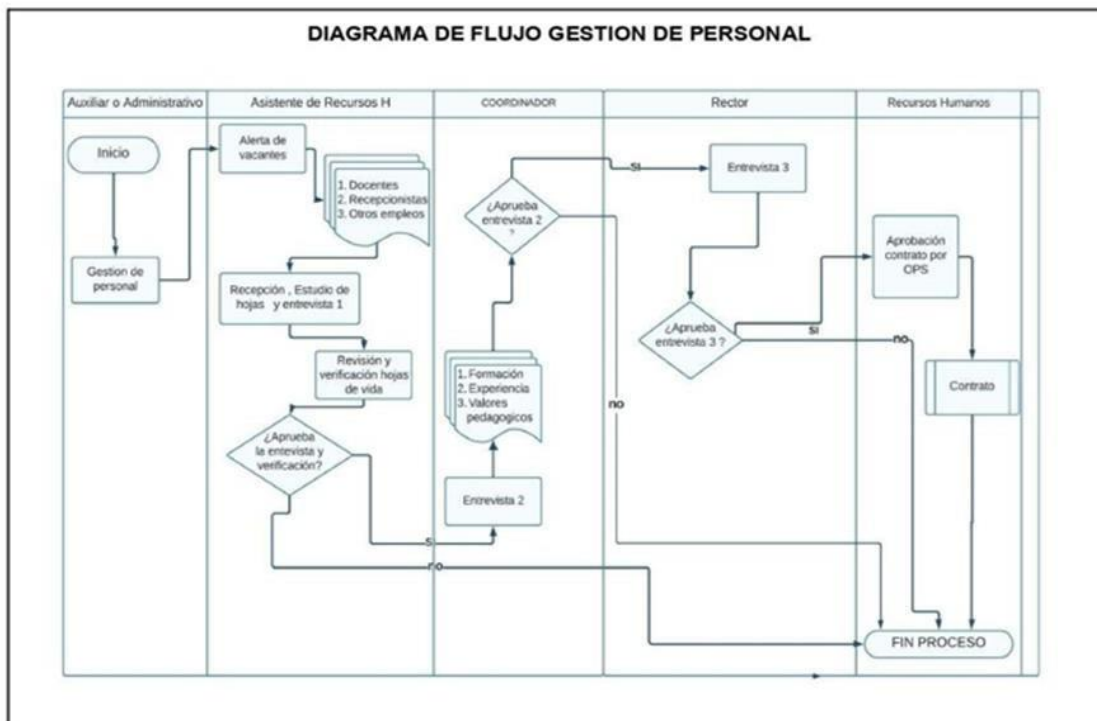 DIAGRAMA DE FLUJO GESTION DE PERSONAL
Auxiliar o Administrativo
Asistente de Recursos H
COORDINADOR
Rector
Recursos Humanos
Inicio
Gestion de
personal
Alerta de
vacantes
1. Docentes
2. Recepcionistas
3. Otros empleos
Recepción , Estudio de
hojas y entrevista 1
Revisión y
verificación hojas
de vida
¿Aprueba
la entevista y
verificación?
Si
no
Entrevista 2
1. Formación
2. Experiencia
3. Valores
pedagogicos
¿Aprueba
entrevista 2
?
SI
no
Entrevista 3
¿Aprueba
entrevista 3 ?
SI
no
Aprobación
contrato por
OPS
Contrato
FIN PROCESO